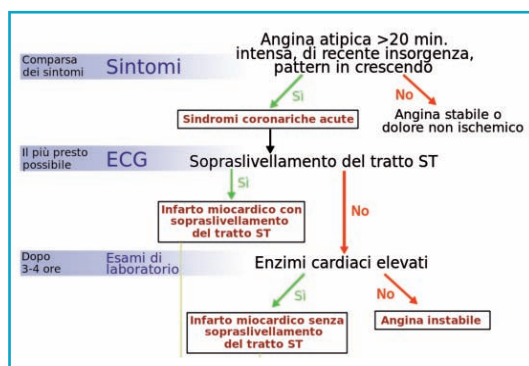 Angina atipica >20 min.
intensa, di recente insorgenza,
pattern in crescendo
Comparsa
dei sintomi
Sintomi
Sì
No
Sindromi coronariche acute
Angina stabile o
dolore non ischemico
Il più presto
possibile
ECG
Sopraslivellamento del tratto ST
Sì
No
Infarto miocardico con
sopraslivellamento
del tratto ST
Dopo
3-4 ore
Esami di
laboratorio
Enzimi cardiaci elevati
Sì
No
Infarto miocardico senza
sopraslivellamento
del tratto ST
Angina instabile